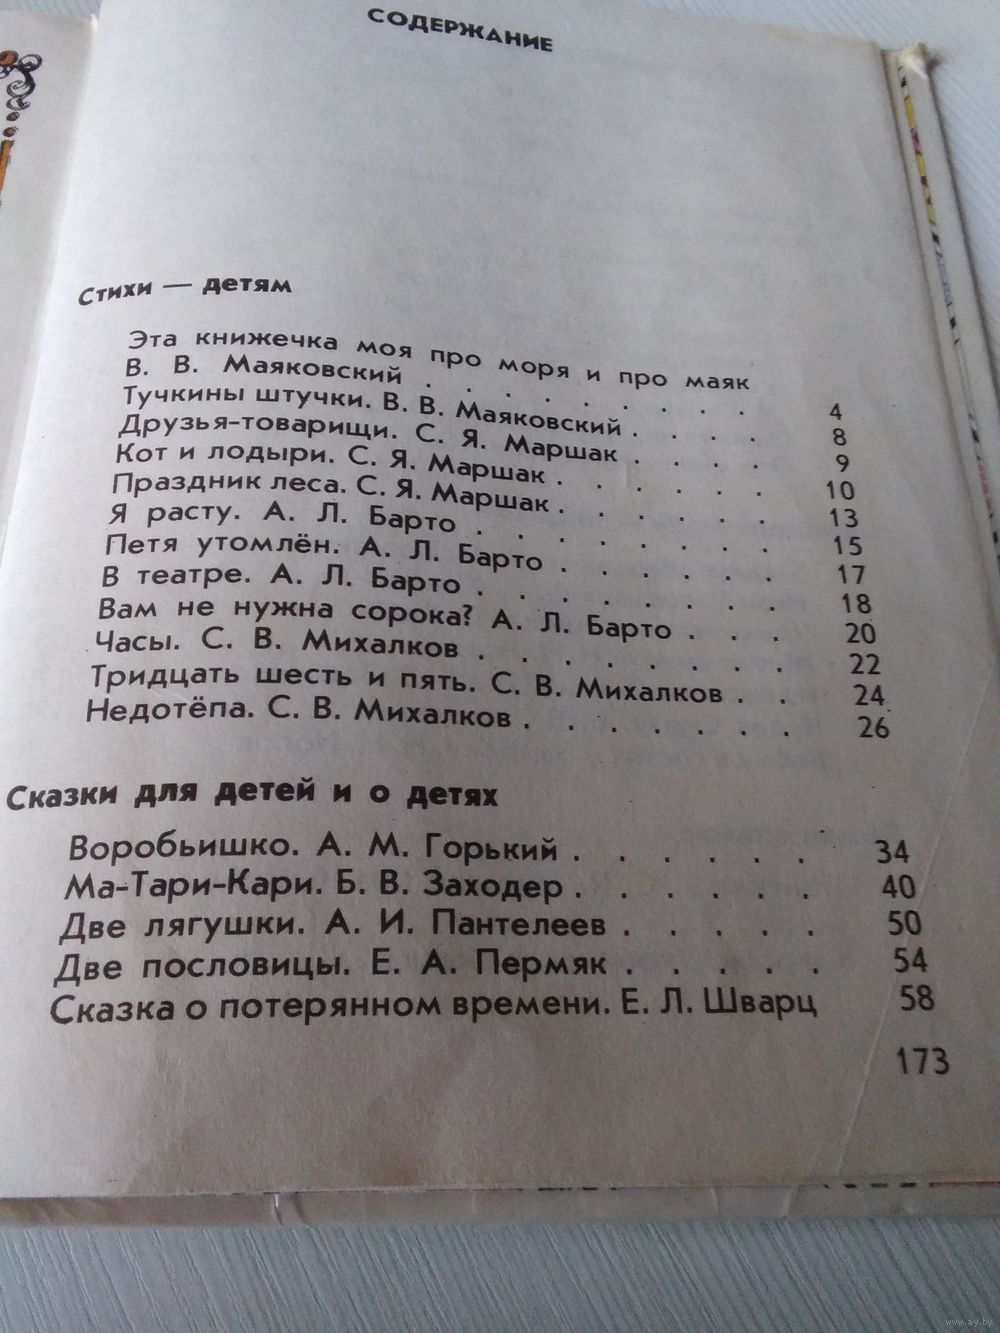 СОДЕРЖАНИЕ
Стихи — детям
Эта книжечка моя про моря и про маяк
В. В. Маяковский . . . . . . . . . 4
Тучкины штучки. В. В. Маяковский . . . . 8
Друзья-товарищи. С. Я. Маршак . . . . 9
Кот и лодыри. С. Я. Маршак . . . . . . 10
Праздник леса. С. Я. Маршак . . . . . . 13
Я расту. А. Л. Барто . . . . . . . . 15
Петя утомлён. А. Л. Барто . . . . . . 17
В театре. А. Л. Барто . . . . . . . . 18
Вам не нужна сорока? А. Л. Барто . . . 20
Часы. С. В. Михалков . . . . . . . . 22
Тридцать шесть и пять. С. В. Михалков . . 24
Недотёпа. С. В. Михалков . . . . . . . 26
Сказки для детей и о детях
Воробьишко. А. М. Горький . . . . . . 34
Ма-Тари-Кари. Б. В. Заходер . . . . . . 40
Две лягушки. А. И. Пантелеев . . . . . 50
Две пословицы. Е. А. Пермяк . . . . . 54
Сказка о потерянном времени. Е. Л. Шварц 58
173
www.ay.by